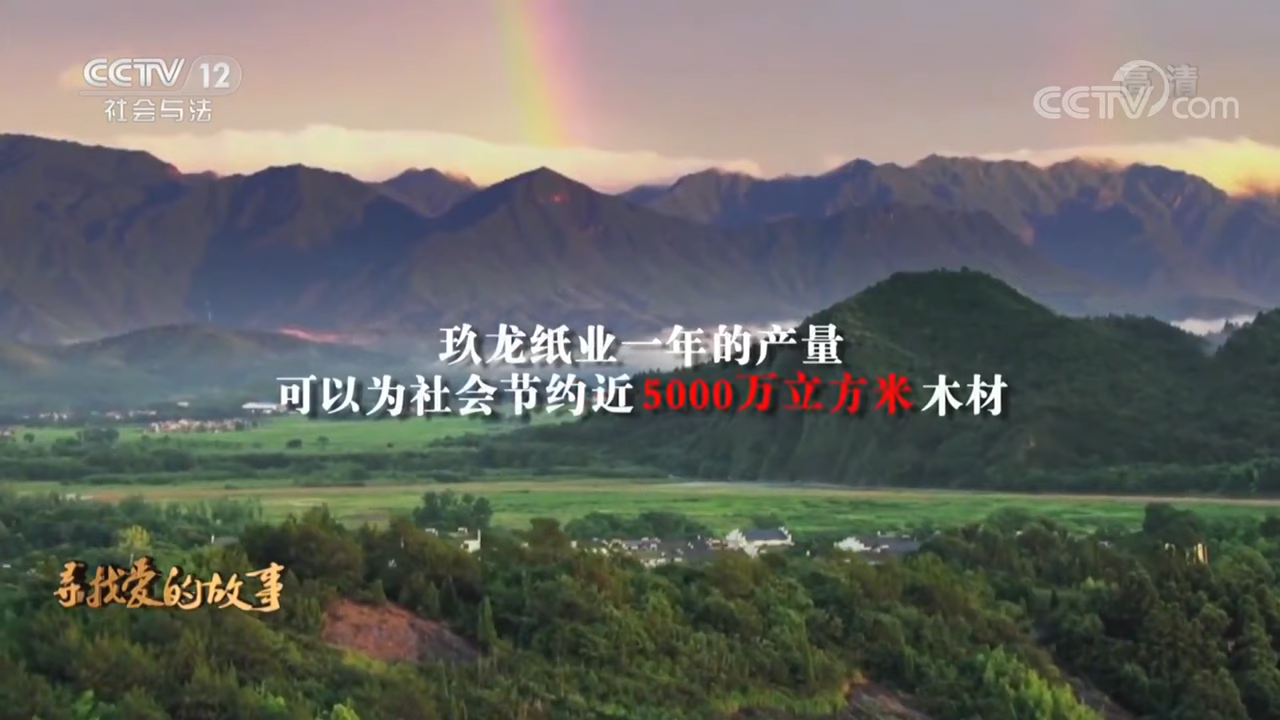 CCTV 12
社会与法
高清
CCTV.com
玖龙纸业一年的产量
可以为社会节约近5000万立方米木材
寻找爱的故事